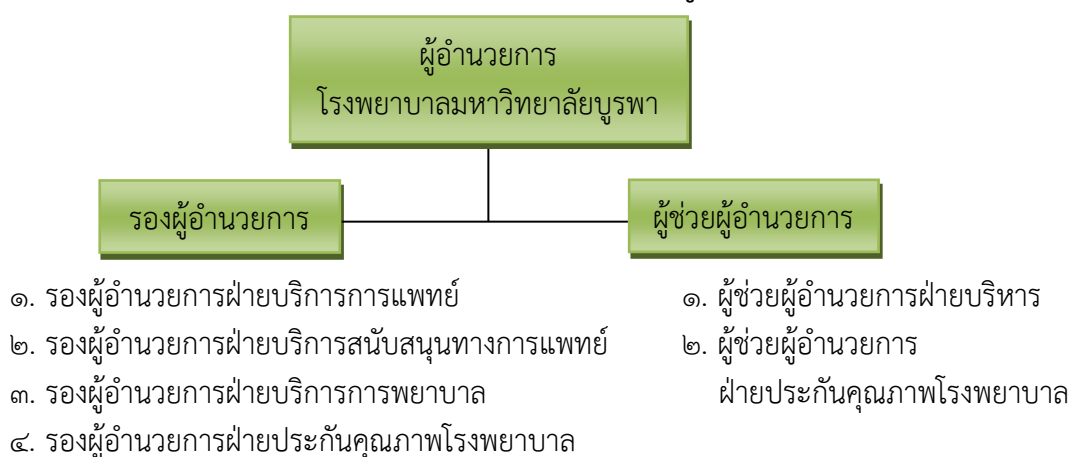 ผู้อำนวยการ
โรงพยาบาลมหาวิทยาลัยบูรพา
รองผู้อำนวยการ
ผู้ช่วยผู้อำนวยการ
๑. รองผู้อำนวยการฝ่ายบริการการแพทย์
๒. รองผู้อำนวยการฝ่ายบริการสนับสนุนทางการแพทย์
๓. รองผู้อำนวยการฝ่ายบริการการพยาบาล
๔. รองผู้อำนวยการฝ่ายประกันคุณภาพโรงพยาบาล
๑. ผู้ช่วยผู้อำนวยการฝ่ายบริหาร
๒. ผู้ช่วยผู้อำนวยการ
ฝ่ายประกันคุณภาพโรงพยาบาล